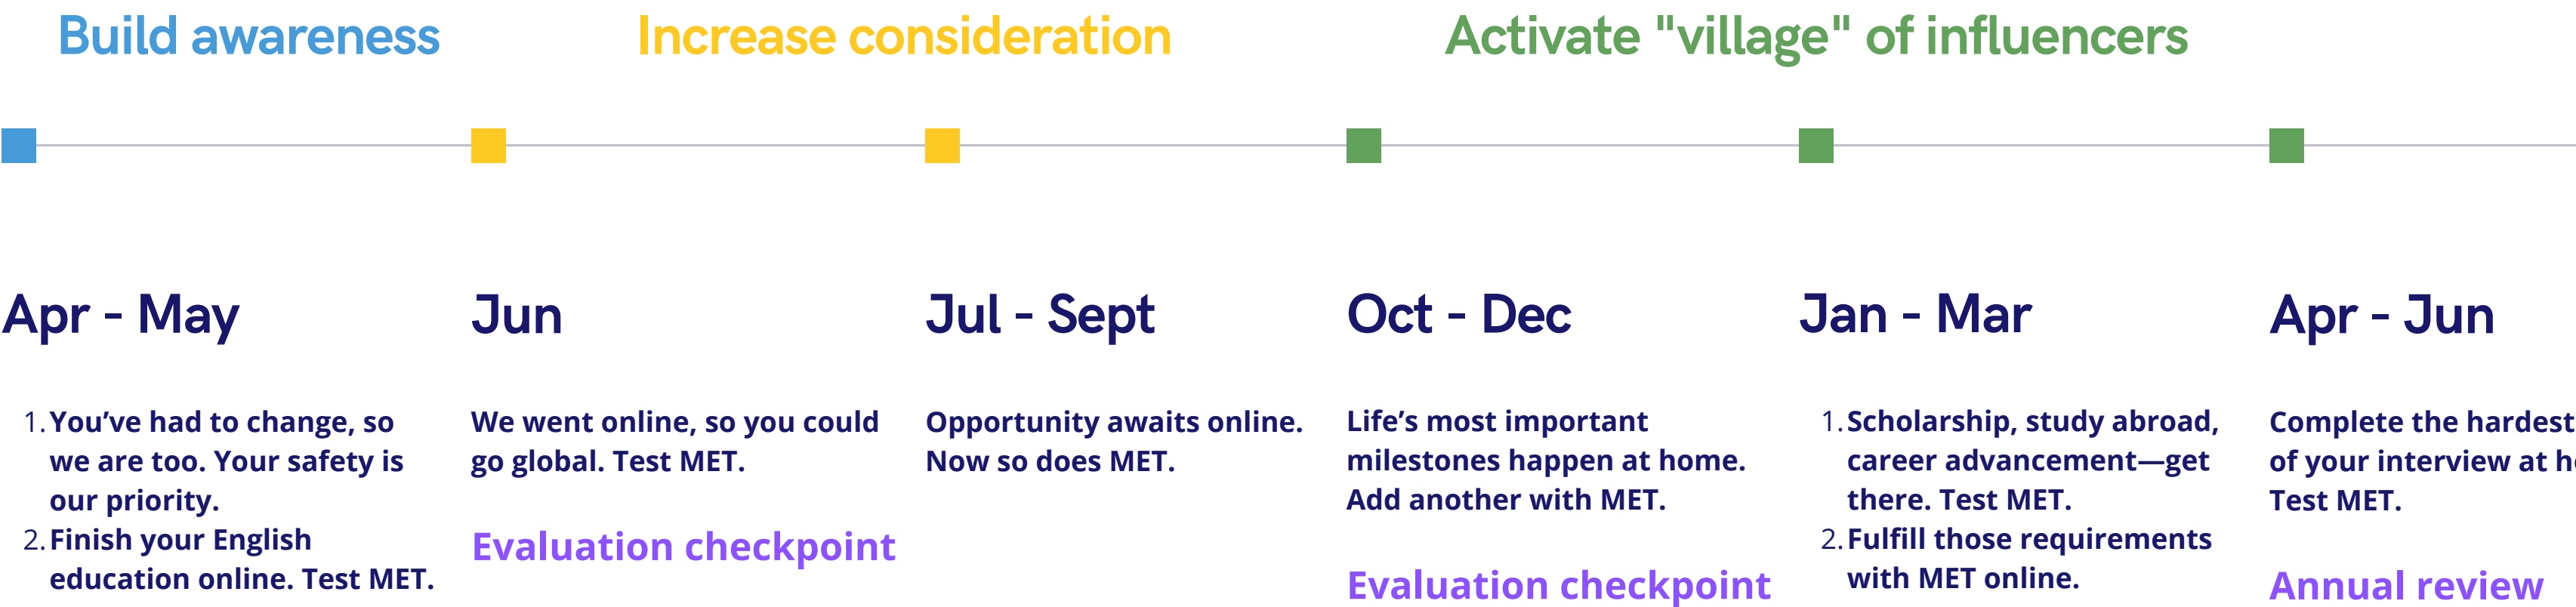 Build awareness
Increase consideration
Activate "village" of influencers
Apr - May
Jun
Jul - Sept
Oct - Dec
Jan - Mar
Apr - Jun
1. You’ve had to change, so
we are too. Your safety is
our priority.
2. Finish your English
education online. Test MET.
We went online, so you could
go global. Test MET.
Evaluation checkpoint
Opportunity awaits online.
Now so does MET.
Life’s most important
milestones happen at home.
Add another with MET.
Evaluation checkpoint
1. Scholarship, study abroad,
career advancement—get
there. Test MET.
2. Fulfill those requirements
with MET online.
Complete the hardest
of your interview at
Test MET.
Annual review